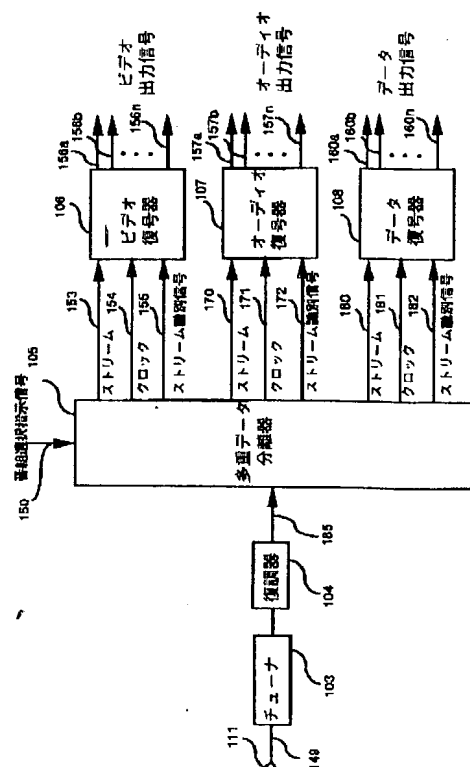 番組選択指示信号
150
105
多重データ
分離器
111
149
チューナ
103
復調器
104
185
153
ストリーム
154
クロック
155
ストリーム識別信号
106
ビデオ
復号器
156a
156b
156n
ビデオ
出力信号
170
ストリーム
171
クロック
172
ストリーム識別信号
107
オーディオ
復号器
157a
157b
157n
オーディオ
出力信号
180
ストリーム
181
クロック
182
ストリーム識別信号
108
データ
復号器
160a
160b
160n
データ
出力信号